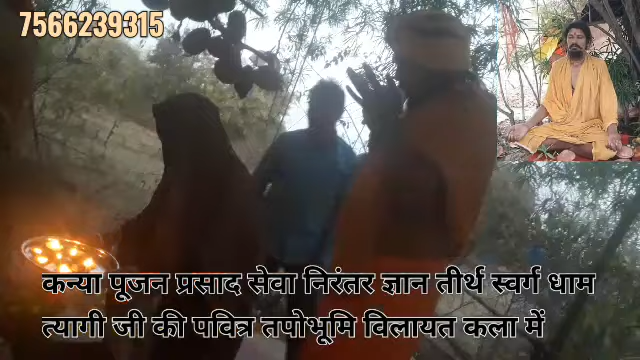 7566239315
कन्या पूजन प्रसाद सेवा निरंतर ज्ञान तीर्थ स्वर्ग धाम
त्यागी जी की पवित्र तपोभूमि विलायत कला में